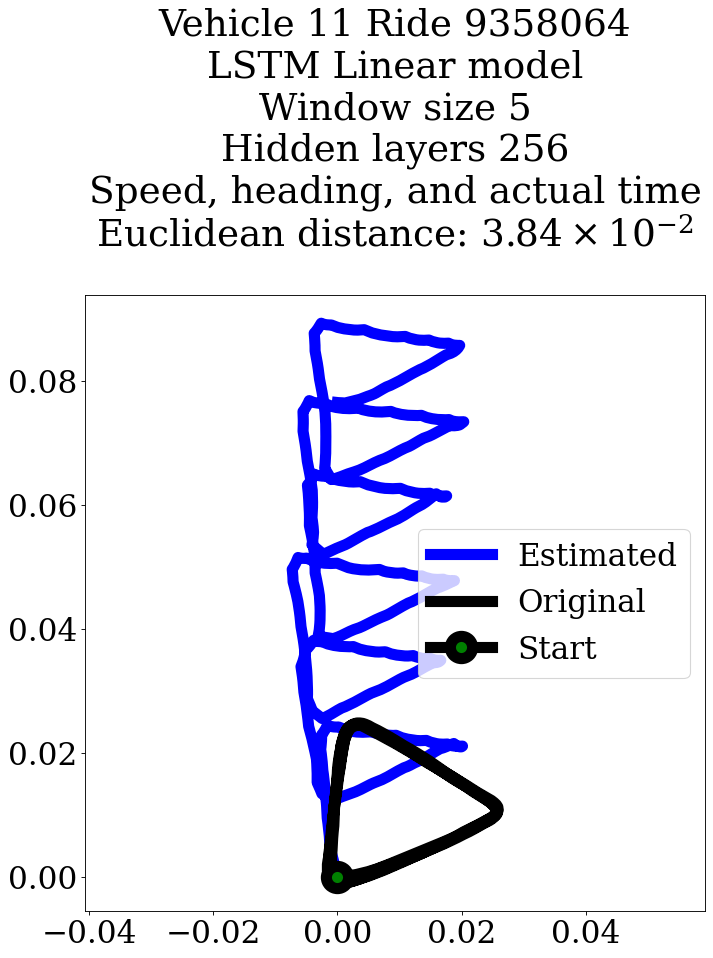 Vehicle 11 Ride 9358064
LSTM Linear model
Window size 5
Hidden layers 256
Speed, heading, and actual time
Euclidean distance: 3.84 × 10⁻²
0.08
0.06
0.04
0.02
0.00
−0.04 −0.02 0.00 0.02 0.04
Estimated
Original
Start